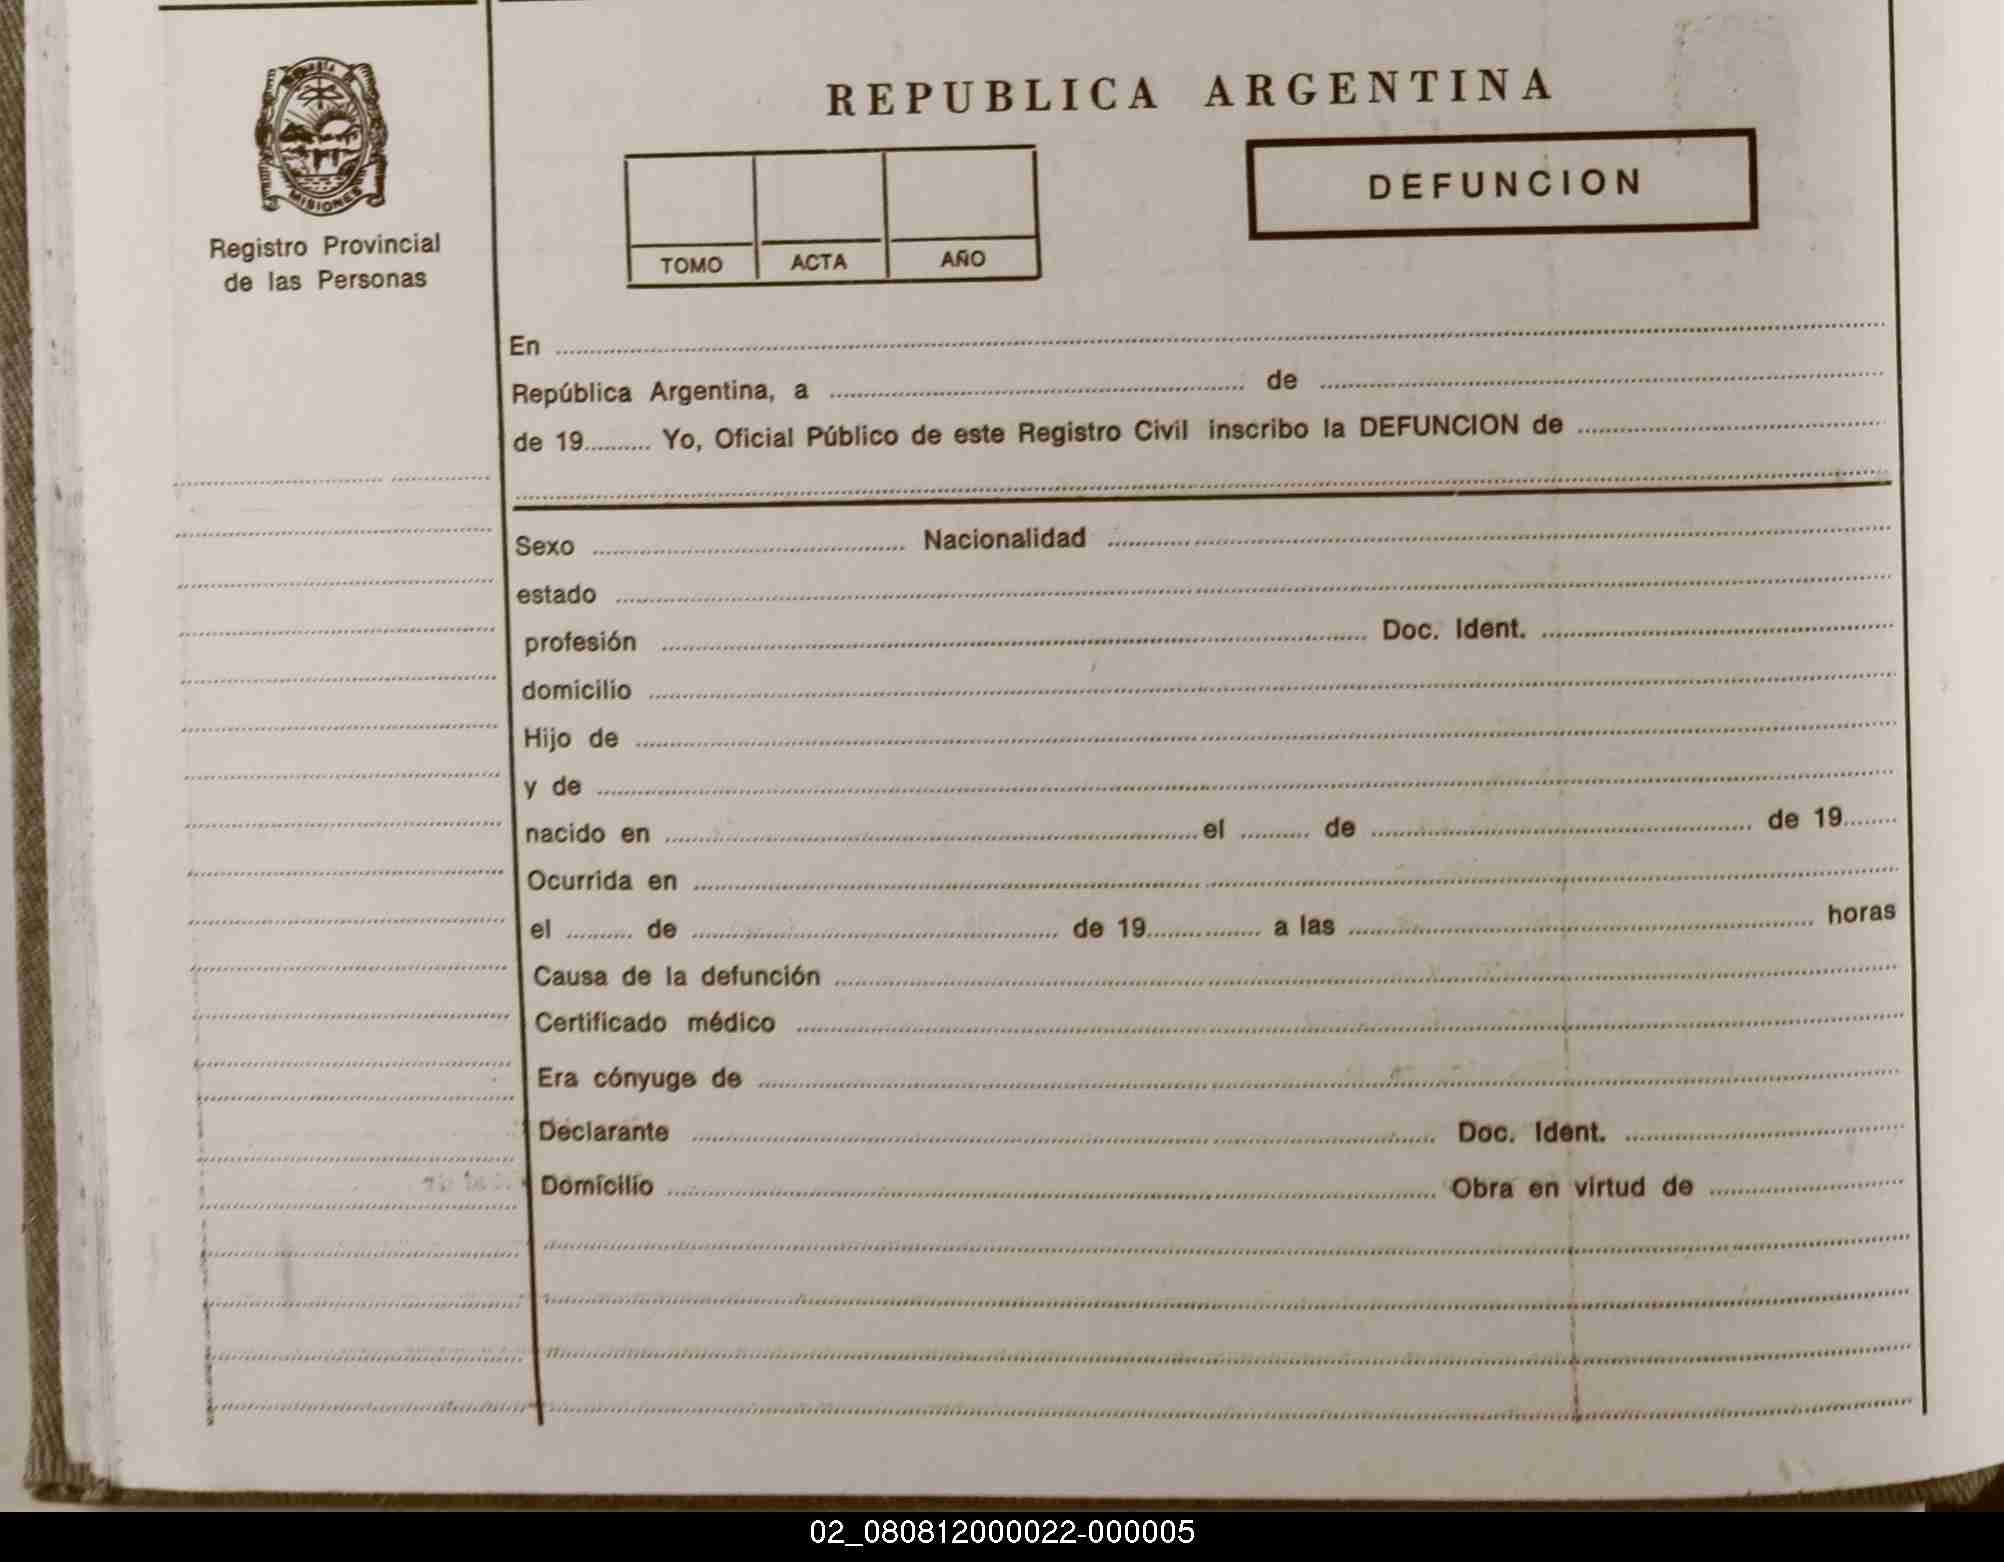 MISIONES
Registro Provincial
de las Personas
REPUBLICA ARGENTINA
DEFUNCION
TOMO ACTA AÑO
En
República Argentina, a de
de 19 Yo, Oficial Público de este Registro Civil inscribo la DEFUNCION de
Sexo Nacionalidad
estado
profesión Doc. Ident.
domicilio
Hijo de
y de
nacido en el de de 19
Ocurrida en
el de de 19 a las horas
Causa de la defunción
Certificado médico
Era cónyuge de
Declarante Doc. Ident.
Domicilio Obra en virtud de
02_080812000022-000005